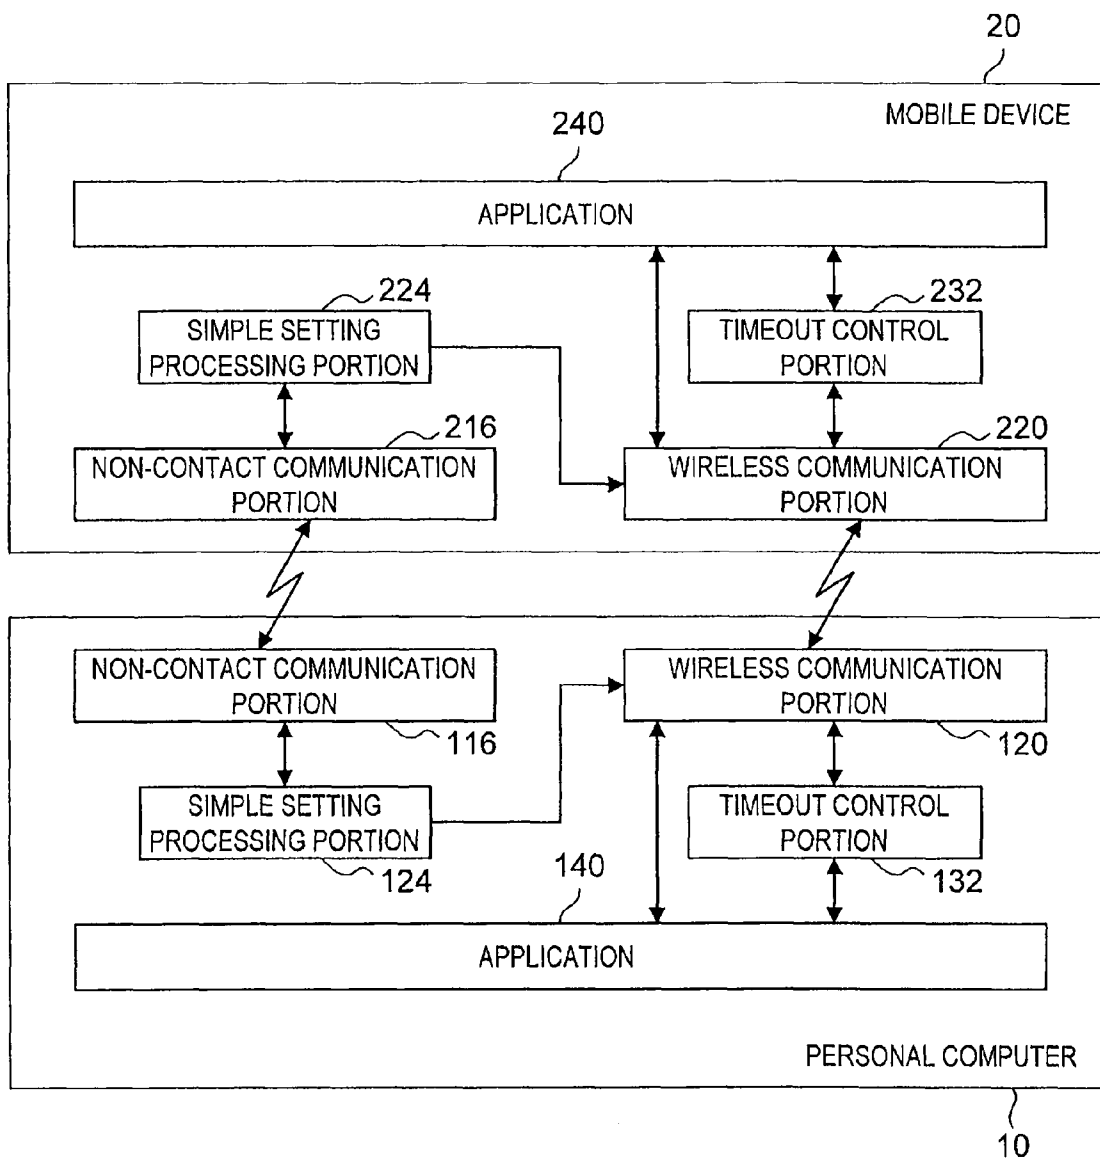 20
MOBILE DEVICE
240
APPLICATION
224
SIMPLE SETTING
PROCESSING PORTION
232
TIMEOUT CONTROL
PORTION
216
NON-CONTACT COMMUNICATION
PORTION
220
WIRELESS COMMUNICATION
PORTION
NON-CONTACT COMMUNICATION
PORTION
116
WIRELESS COMMUNICATION
PORTION
120
SIMPLE SETTING
PROCESSING PORTION
124
TIMEOUT CONTROL
PORTION
132
140
APPLICATION
PERSONAL COMPUTER
10